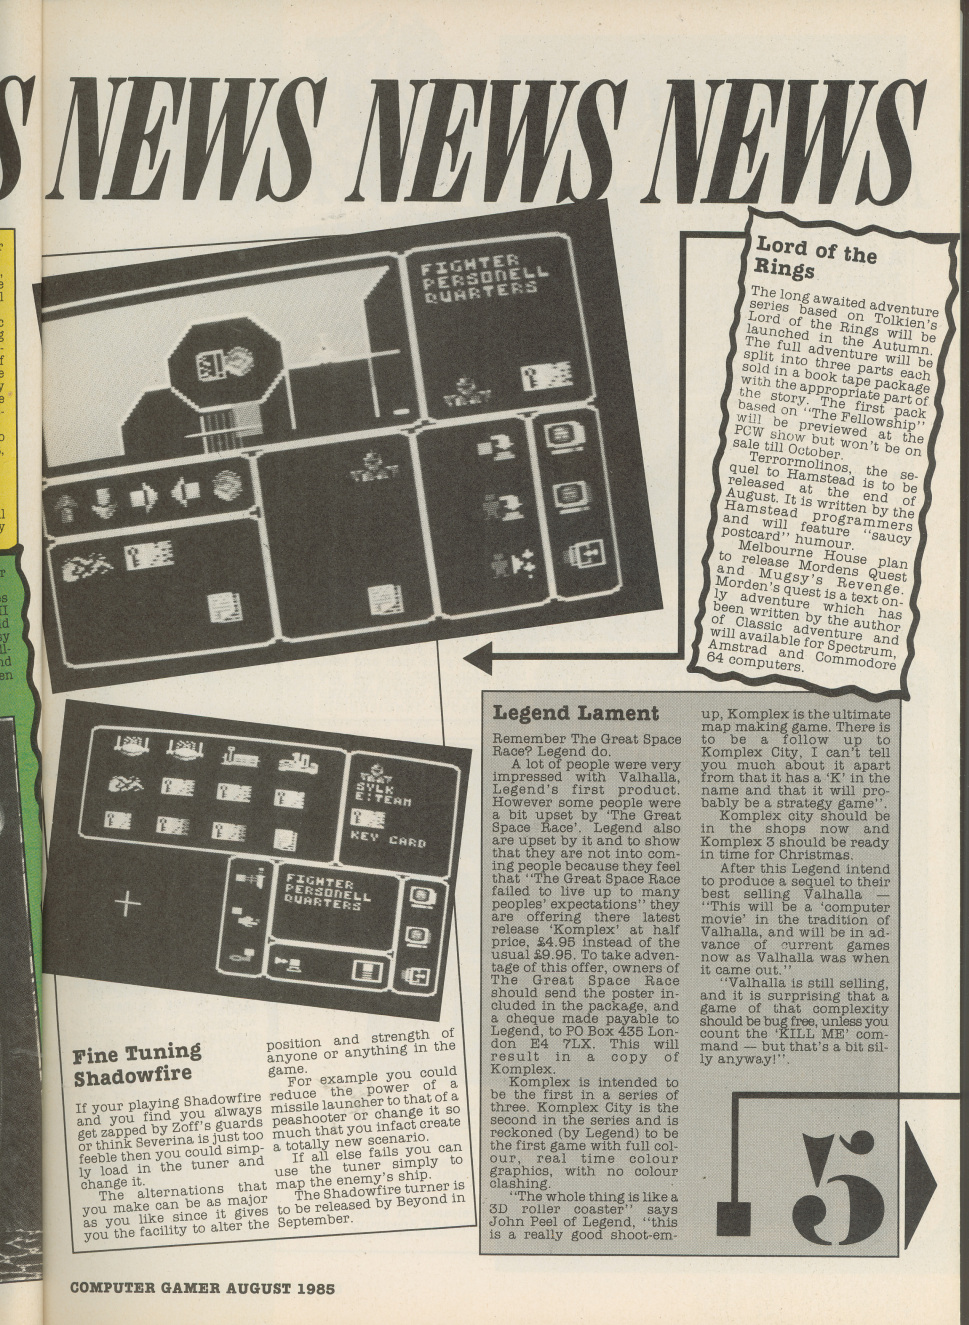 S NEWS NEWS NEWS
FIGHTER
PERSONELL
QUARTERS
Lord of the
Rings
The long awaited adventure
series based on Tolkien's
Lord of the Rings will be
launched in the Autumn.
The full adventure will be
split into three parts each
sold in a book tape package
with the appropriate part of
the story. The first pack
based on "The Fellowship"
will be previewed at the
PCW show but won't be on
sale till October.
Terrormolinos, the se-
quel to Hamstead is to be
released at the end of
August. It is written by the
Hamstead programmers
and will feature "saucy
postcard" humour.
Melbourne House plan
to release Mordens Quest
and Mugsy's Revenge.
Morden's quest is a text on-
ly adventure which has
been written by the author
of Classic adventure and
will available for Spectrum,
Amstrad and Commodore
64 computers.
SYLK
E:TEAM
KEY CARD
FIGHTER
PERSONELL
QUARTERS
Fine Tuning
Shadowfire
If your playing Shadowfire
and you find you always
get zapped by Zoff's guards
or think Severina is just too
feeble then you could simp-
ly load in the tuner and
change it.
The alternations that
you make can be as major
as you like since it gives
you the facility to alter the
position and strength of
anyone or anything in the
game.
For example you could
reduce the power of a
missile launcher to that of a
peashooter or change it so
much that you infact create
a totally new scenario.
If all else fails you can
use the tuner simply to
map the enemy's ship.
The Shadowfire turner is
to be released by Beyond in
September.
Legend Lament
Remember The Great Space
Race? Legend do.
A lot of people were very
impressed with Valhalla,
Legend's first product.
However some people were
a bit upset by 'The Great
Space Race'. Legend also
are upset by it and to show
that they are not into com-
ing people because they feel
that "The Great Space Race
failed to live up to many
peoples' expectations" they
are offering there latest
release 'Komplex' at half
price, £4.95 instead of the
usual £9.95. To take adven-
tage of this offer, owners of
The Great Space Race
should send the poster in-
cluded in the package, and
a cheque made payable to
Legend, to PO Box 435 Lon-
don E4 7LX. This will
result in a copy of
Komplex.
Komplex is intended to
be the first in a series of
three. Komplex City is the
second in the series and is
reckoned (by Legend) to be
the first game with full col-
our, real time colour
graphics, with no colour
clashing.
"The whole thing is like a
3D roller coaster" says
John Peel of Legend, "this
is a really good shoot-em-
up, Komplex is the ultimate
map making game. There is
to be a follow up to
Komplex City, I can't tell
you much about it apart
from that it has a 'K' in the
name and that it will pro-
bably be a strategy game".
Komplex city should be
in the shops now and
Komplex 3 should be ready
in time for Christmas.
After this Legend intend
to produce a sequel to their
best selling Valhalla —
"This will be a 'computer
movie' in the tradition of
Valhalla, and will be in ad-
vance of current games
now as Valhalla was when
it came out."
"Valhalla is still selling,
and it is surprising that a
game of that complexity
should be bug free, unless you
count the 'KILL ME' com-
mand — but that's a bit sil-
ly anyway!".
5
COMPUTER GAMER AUGUST 1985